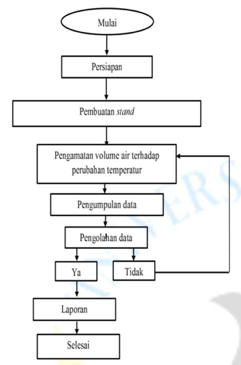 Mulai
Persiapan
Pembuatan stand
Pengamatan volume air terhadap
perubahan temperatur
Pengumpulan data
Pengolahan data
Ya
Tidak
Laporan
Selesai